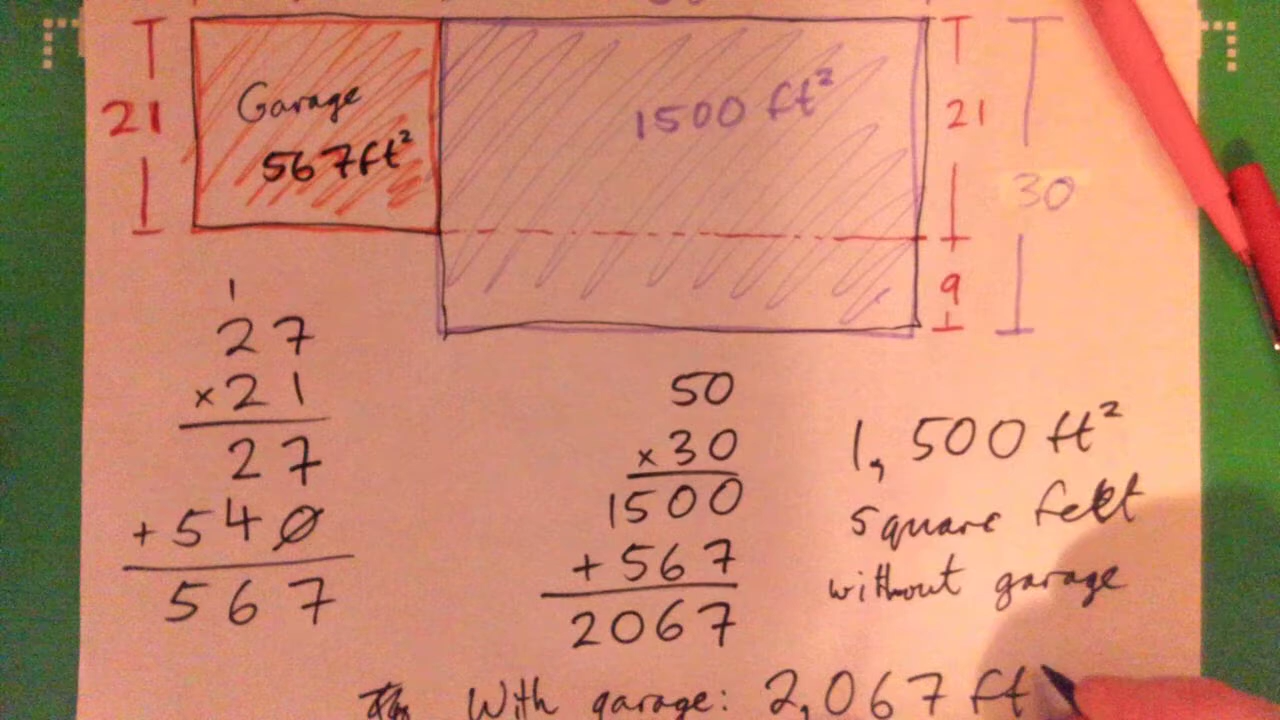 21
Garage
567ft²
1500 ft²
21
30
9
1
27
×21
27
+540
567
50
×30
1500
+567
2067
1,500 ft²
square feet
without garage
With garage: 2,067 ft